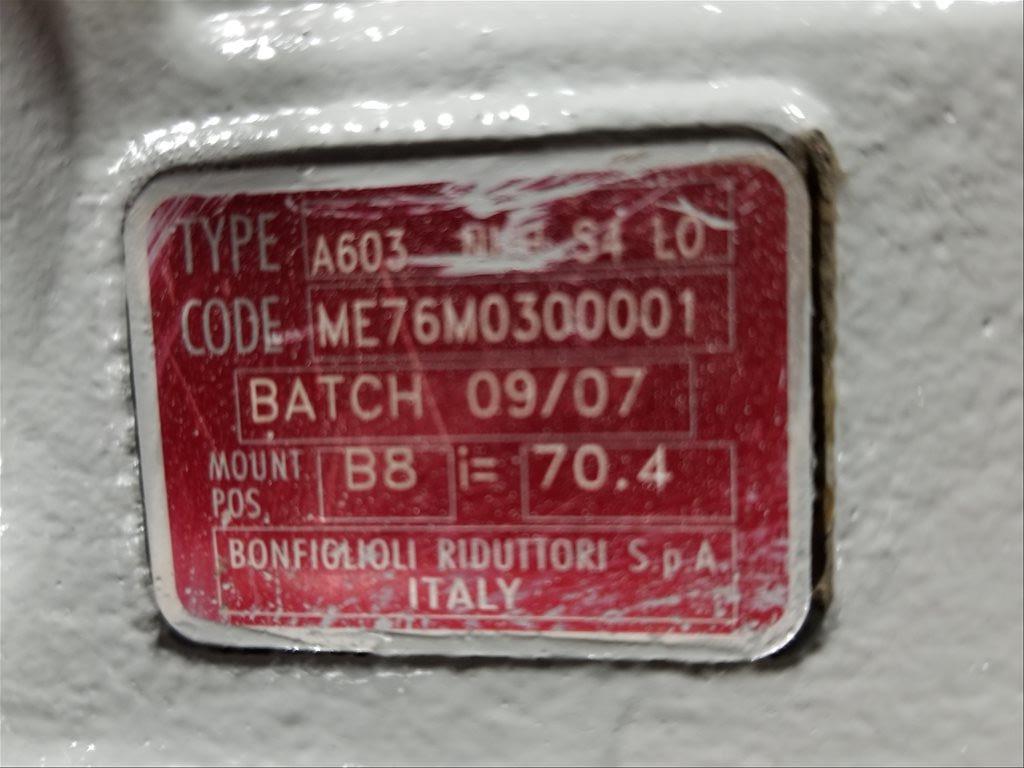 TYPE A603 S4 LO
CODE ME76M0300001
BATCH 09/07
MOUNT. POS. B8 i= 70.4
BONFIGLIOLI RIDUTTORI S.p.A.
ITALY